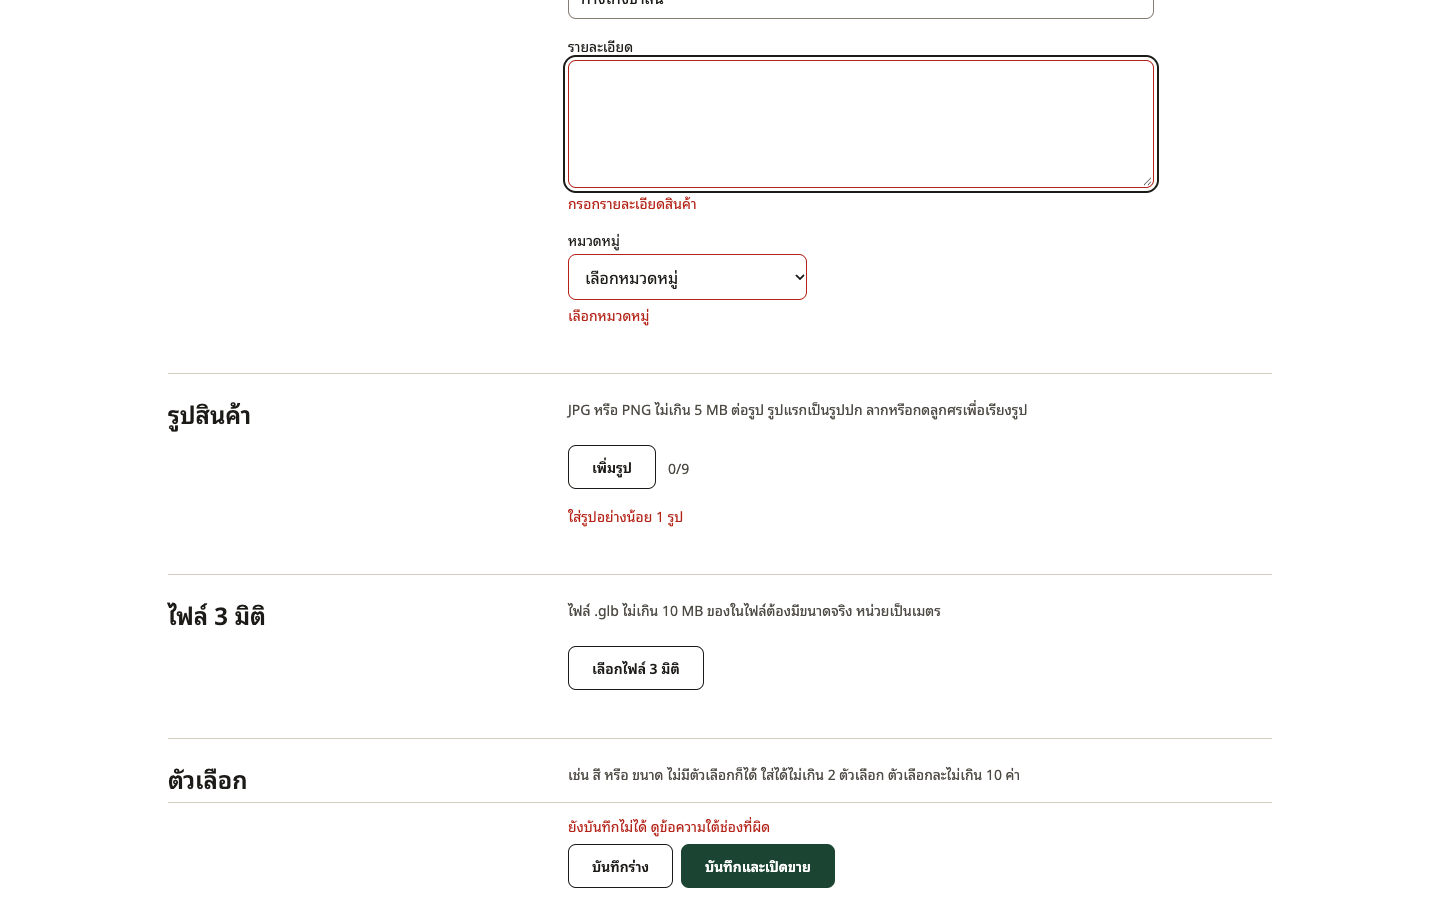 รายละเอียด
กรอกรายละเอียดสินค้า
หมวดหมู่
เลือกหมวดหมู่
เลือกหมวดหมู่
รูปสินค้า
JPG หรือ PNG ไม่เกิน 5 MB ต่อรูป รูปแรกเป็นรูปปก ลากหรือกดลูกศรเพื่อเรียงรูป
เพิ่มรูป 0/9
ใส่รูปอย่างน้อย 1 รูป
ไฟล์ 3 มิติ
ไฟล์ .glb ไม่เกิน 10 MB ของในไฟล์ต้องมีขนาดจริง หน่วยเป็นเมตร
เลือกไฟล์ 3 มิติ
ตัวเลือก
เช่น สี หรือ ขนาด ไม่มีตัวเลือกก็ได้ ใส่ได้ไม่เกิน 2 ตัวเลือก ตัวเลือกละไม่เกิน 10 ค่า
ยังบันทึกไม่ได้ ดูข้อความใต้ช่องที่ผิด
บันทึกร่าง บันทึกและเปิดขาย